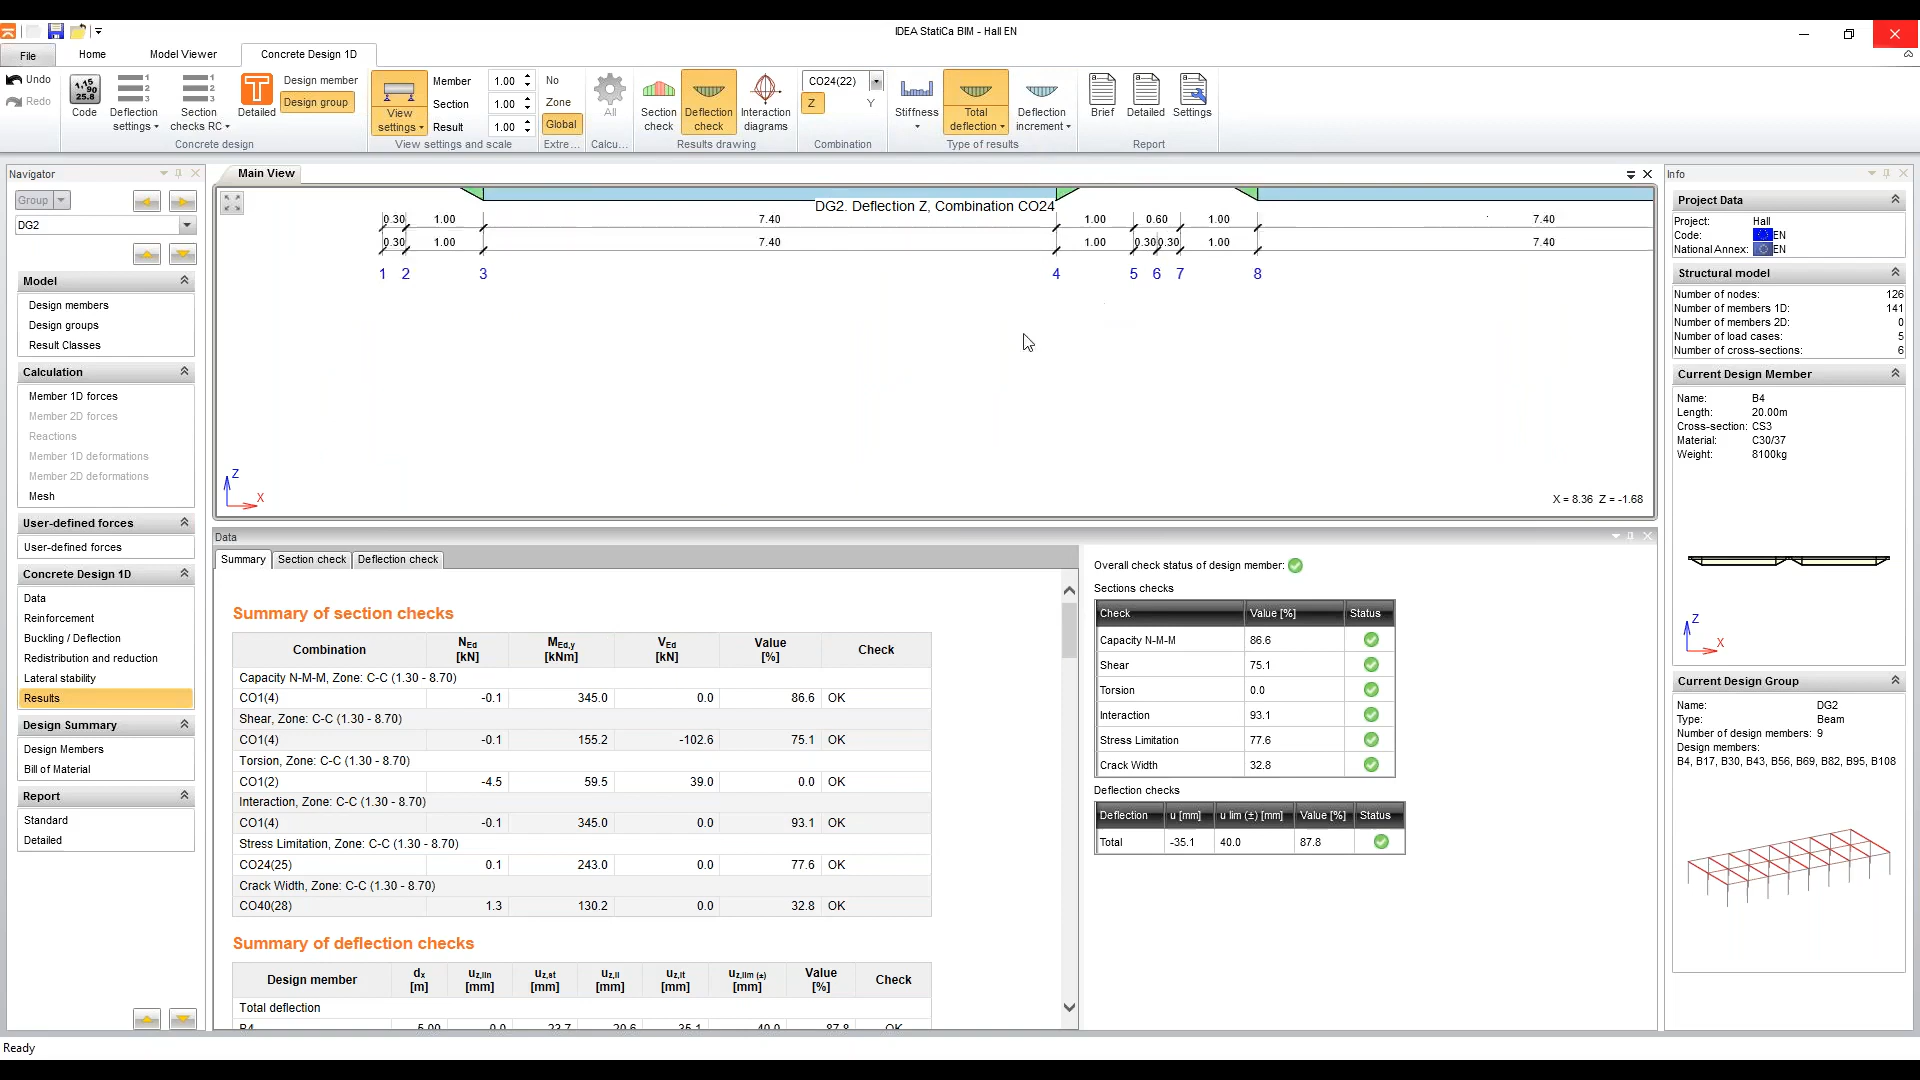 IDEA StatiCa BIM - Hall EN
File
Home
Model Viewer
Concrete Design 1D
Undo
Redo
Code
Deflection settings
Section checks RC
Detailed
Design member
Design group
Concrete design
View settings
Member 1.00
Section 1.00
Result 1.00
View settings and scale
No
Zone
Global
Extre...
All
Calcu...
Section check
Deflection check
Interaction diagrams
Results drawing
CO24(22)
Z Y
Combination
Stiffness
Total deflection
Deflection increment
Type of results
Brief
Detailed
Settings
Report
Navigator
Group
DG2
Model
Design members
Design groups
Result Classes
Calculation
Member 1D forces
Member 2D forces
Reactions
Member 1D deformations
Member 2D deformations
Mesh
User-defined forces
User-defined forces
Concrete Design 1D
Data
Reinforcement
Buckling / Deflection
Redistribution and reduction
Lateral stability
Results
Design Summary
Design Members
Bill of Material
Report
Standard
Detailed
Main View
DG2. Deflection Z, Combination CO24
0.30 1.00 7.40 1.00 0.60 1.00 7.40
0.30 1.00 7.40 1.00 0.30 0.30 1.00 7.40
1 2 3 4 5 6 7 8
Z
X
X = 8.36 Z = -1.68
Data
Summary
Section check
Deflection check
Summary of section checks
Combination NEd [kN] MEd,y [kNm] VEd [kN] Value [%] Check
Capacity N-M-M, Zone: C-C (1.30 - 8.70)
CO1(4) -0.1 345.0 0.0 86.6 OK
Shear, Zone: C-C (1.30 - 8.70)
CO1(4) -0.1 155.2 -102.6 75.1 OK
Torsion, Zone: C-C (1.30 - 8.70)
CO1(2) -4.5 59.5 39.0 0.0 OK
Interaction, Zone: C-C (1.30 - 8.70)
CO1(4) -0.1 345.0 0.0 93.1 OK
Stress Limitation, Zone: C-C (1.30 - 8.70)
CO24(25) 0.1 243.0 0.0 77.6 OK
Crack Width, Zone: C-C (1.30 - 8.70)
CO40(28) 1.3 130.2 0.0 32.8 OK
Summary of deflection checks
Design member dx [m] uz,lin [mm] uz,st [mm] uz,ll [mm] uz,lt [mm] uz,lim (±) [mm] Value [%] Check
Total deflection
B4 5.00 0.0 -23.7 -20.6 -35.1 40.0 87.8 OK
Overall check status of design member:
Sections checks
Check Value [%] Status
Capacity N-M-M 86.6
Shear 75.1
Torsion 0.0
Interaction 93.1
Stress Limitation 77.6
Crack Width 32.8
Deflection checks
Deflection u [mm] u lim (±) [mm] Value [%] Status
Total -35.1 40.0 87.8
Info
Project Data
Project: Hall
Code: EN
National Annex: EN
Structural model
Number of nodes: 126
Number of members 1D: 141
Number of members 2D: 0
Number of load cases: 5
Number of cross-sections: 6
Current Design Member
Name: B4
Length: 20.00m
Cross-section: CS3
Material: C30/37
Weight: 8100kg
Z
X
Current Design Group
Name: DG2
Type: Beam
Number of design members: 9
Design members:
B4, B17, B30, B43, B56, B69, B82, B95, B108
Ready